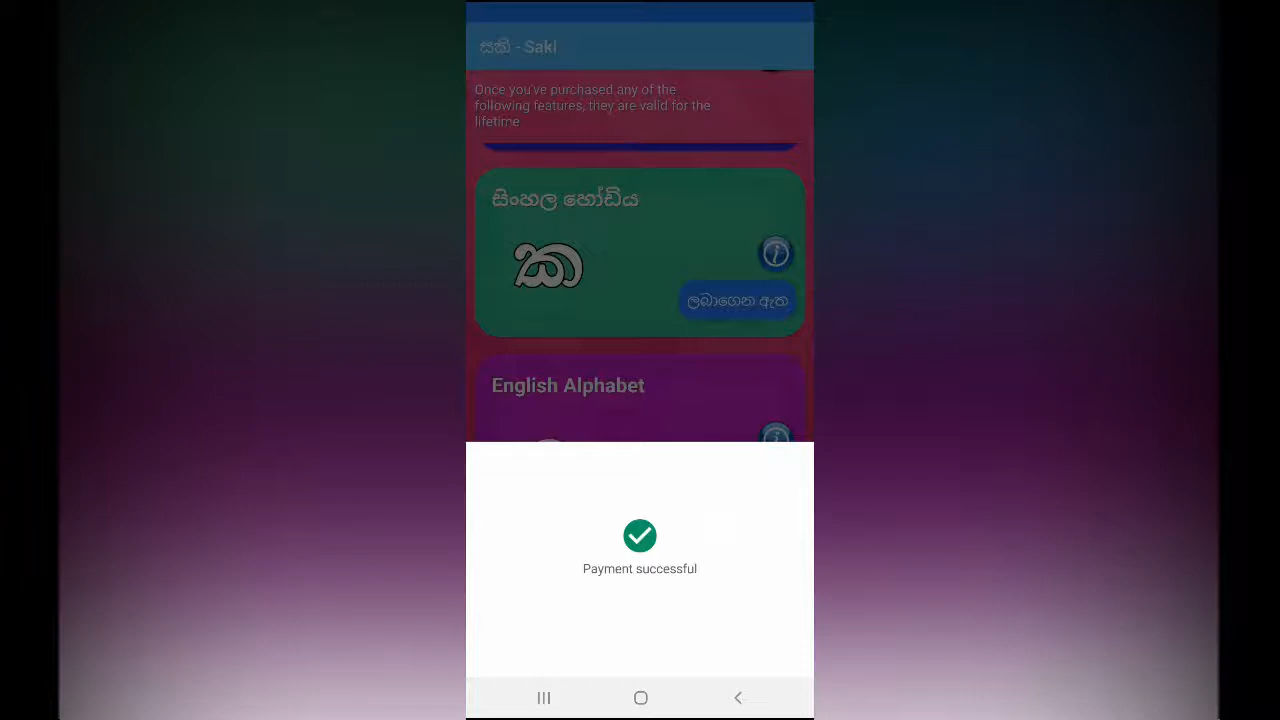 සකි - Saki
Once you've purchased any of the
following features, they are valid for the
lifetime
සිංහල හෝඩිය
ක
i
ලබාගෙන ඇත
English Alphabet
i
Payment successful